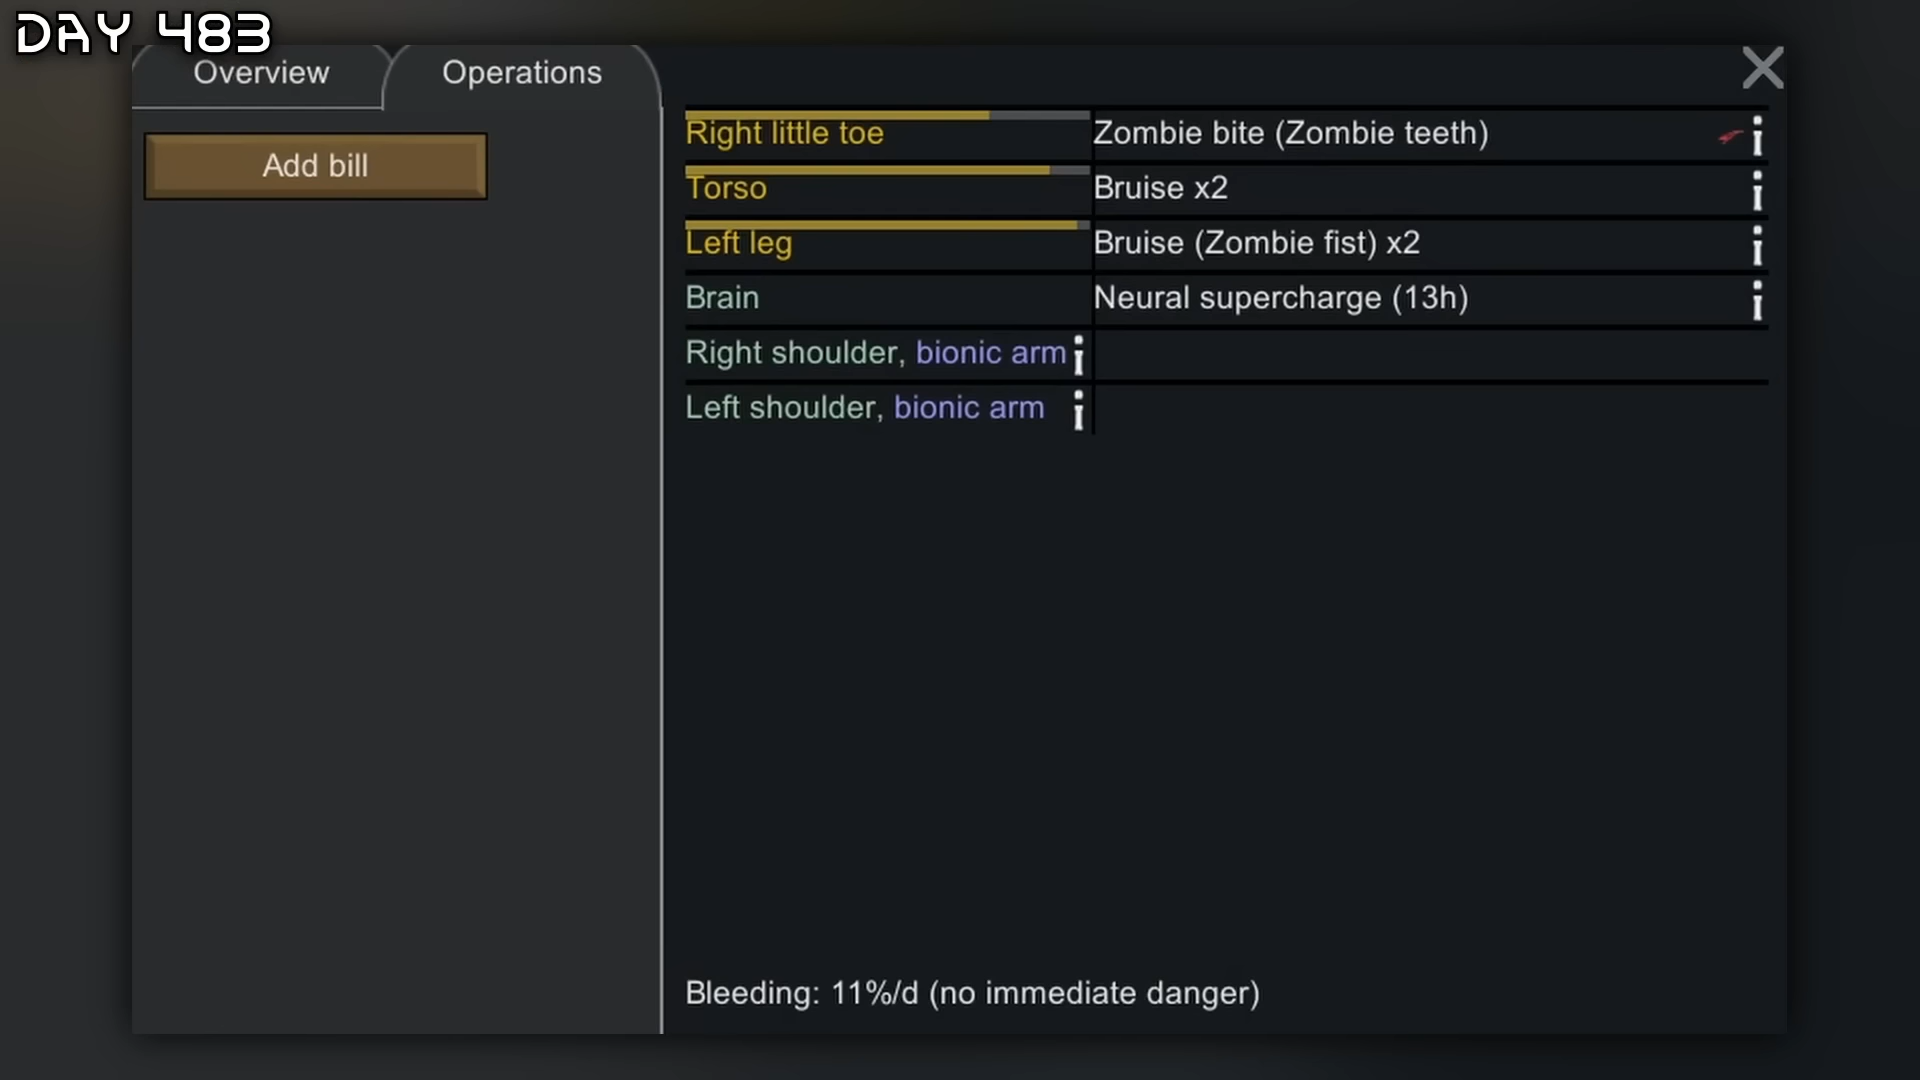 DAY 483
Overview
Operations
Add bill
Right little toe
Zombie bite (Zombie teeth)
Torso
Bruise x2
Left leg
Bruise (Zombie fist) x2
Brain
Neural supercharge (13h)
Right shoulder, bionic arm
Left shoulder, bionic arm
Bleeding: 11%/d (no immediate danger)